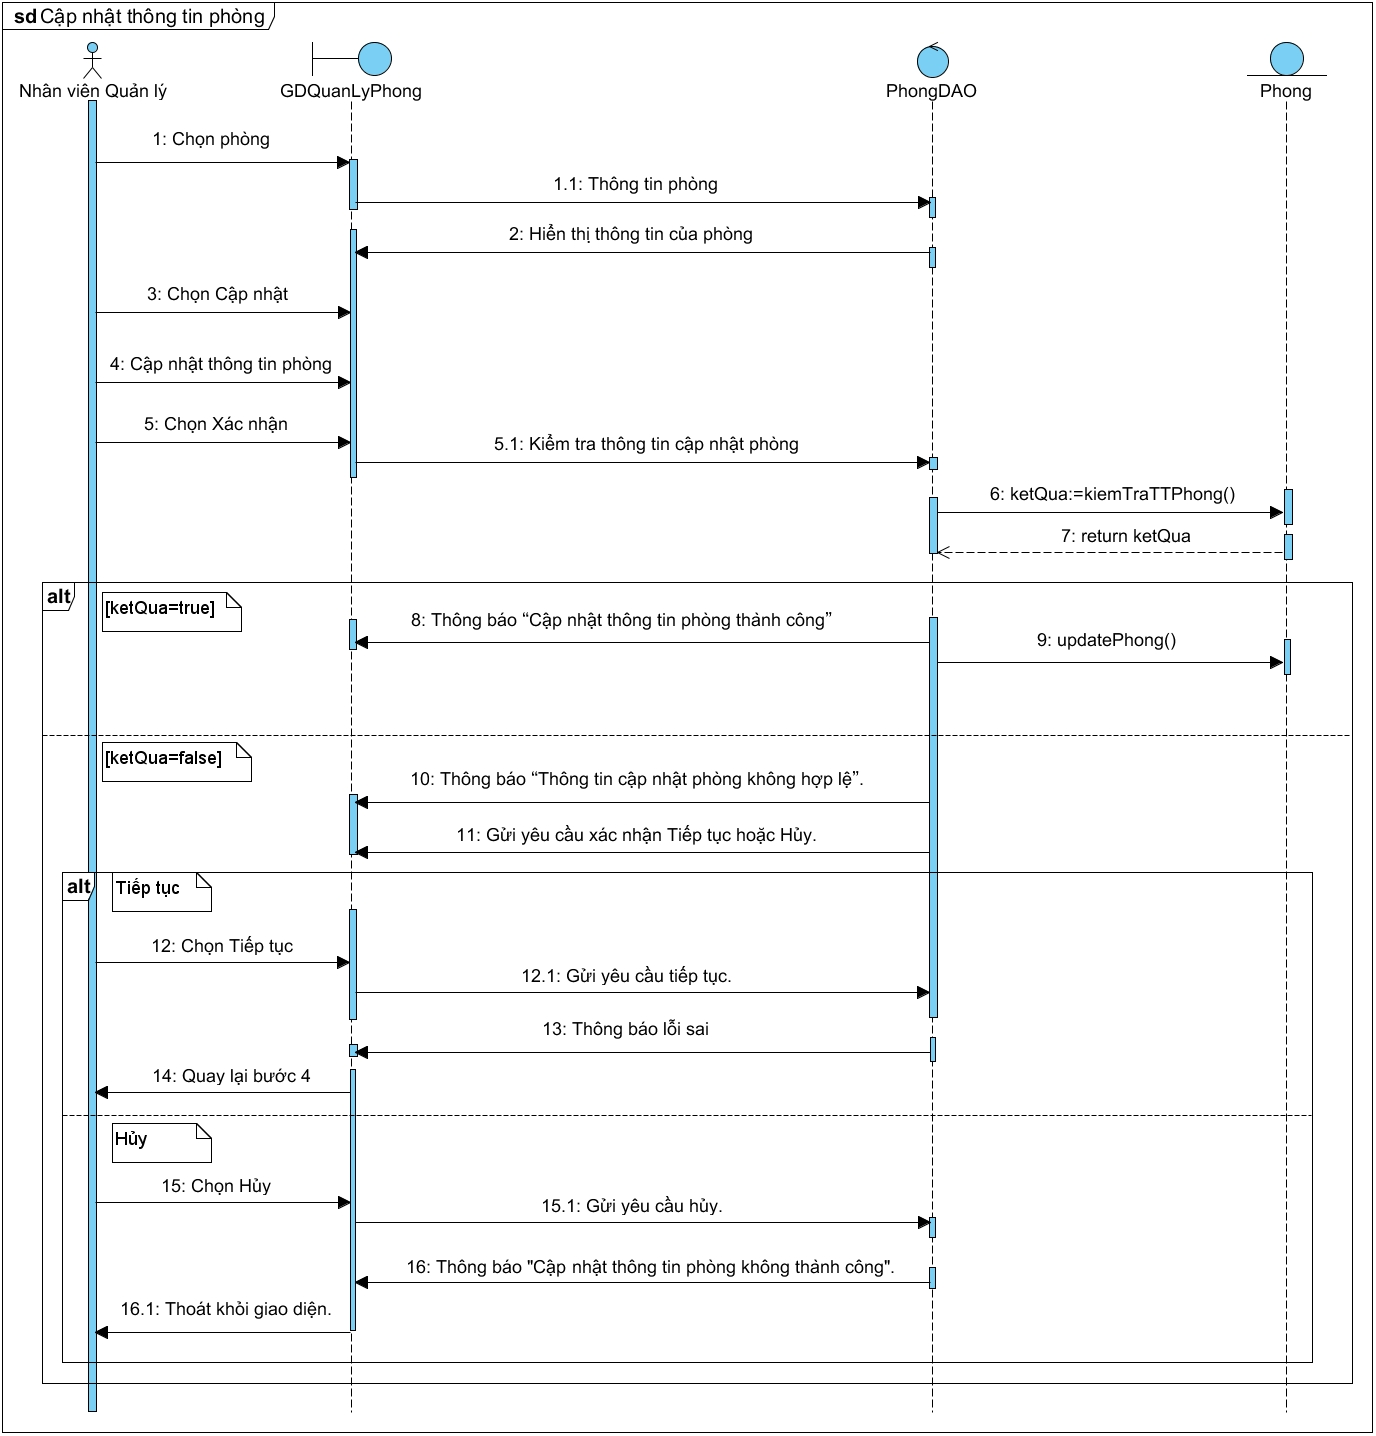 sd Cập nhật thông tin phòng
Nhân viên Quản lý
GDQuanLyPhong
PhongDAO
Phong
1: Chọn phòng
1.1: Thông tin phòng
2: Hiển thị thông tin của phòng
3: Chọn Cập nhật
4: Cập nhật thông tin phòng
5: Chọn Xác nhận
5.1: Kiểm tra thông tin cập nhật phòng
6: ketQua:=kiemTraTTPhong()
7: return ketQua
alt
[ketQua=true]
8: Thông báo “Cập nhật thông tin phòng thành công”
9: updatePhong()
[ketQua=false]
10: Thông báo “Thông tin cập nhật phòng không hợp lệ”.
11: Gửi yêu cầu xác nhận Tiếp tục hoặc Hủy.
alt
Tiếp tục
12: Chọn Tiếp tục
12.1: Gửi yêu cầu tiếp tục.
13: Thông báo lỗi sai
14: Quay lại bước 4
Hủy
15: Chọn Hủy
15.1: Gửi yêu cầu hủy.
16: Thông báo "Cập nhật thông tin phòng không thành công".
16.1: Thoát khỏi giao diện.